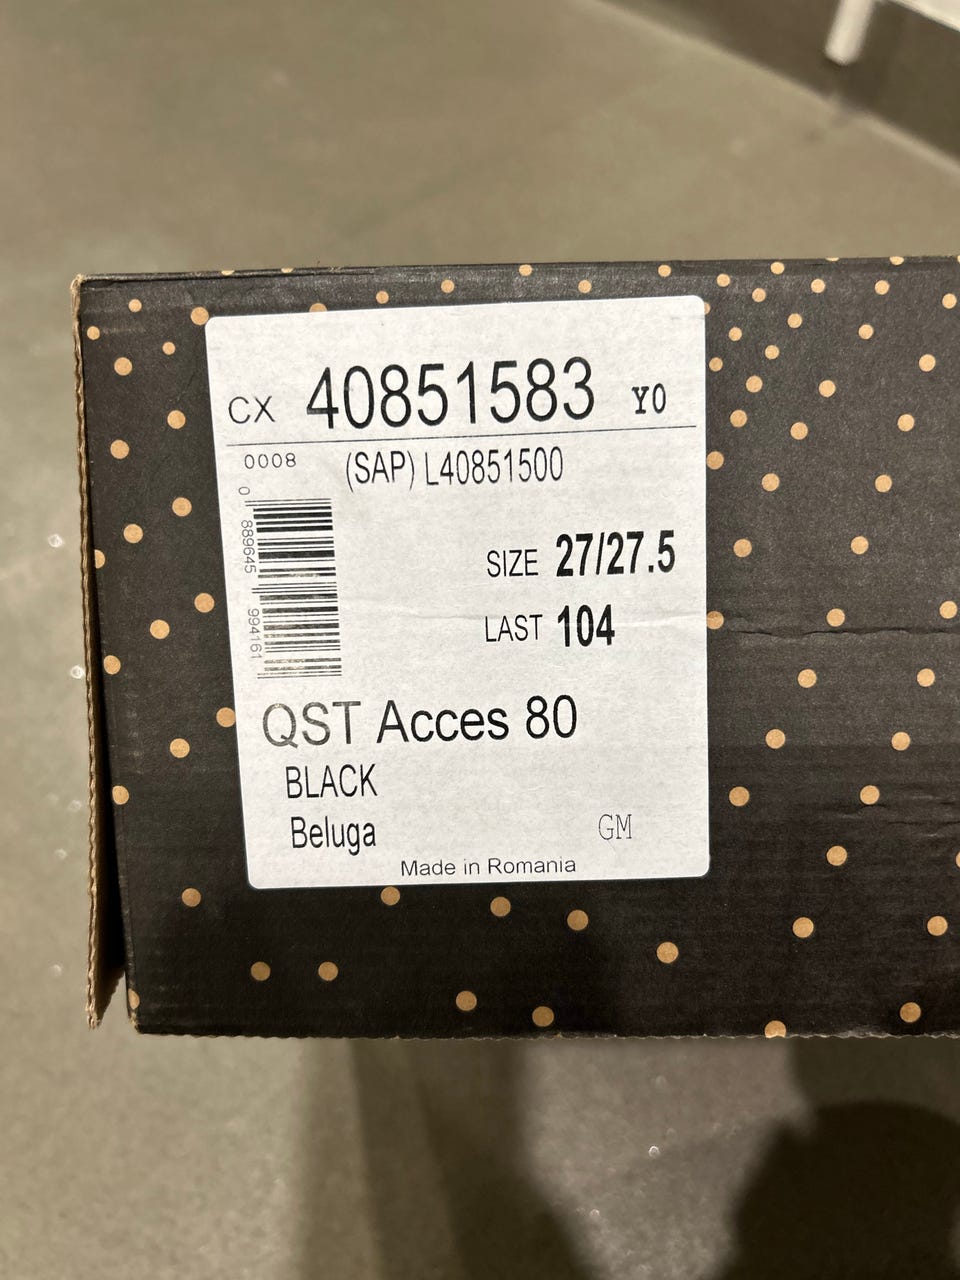 CX 40851583 Y0
0008 (SAP) L40851500
0 889645 994161
SIZE 27/27.5
LAST 104
QST Acces 80
BLACK
Beluga GM
Made in Romania